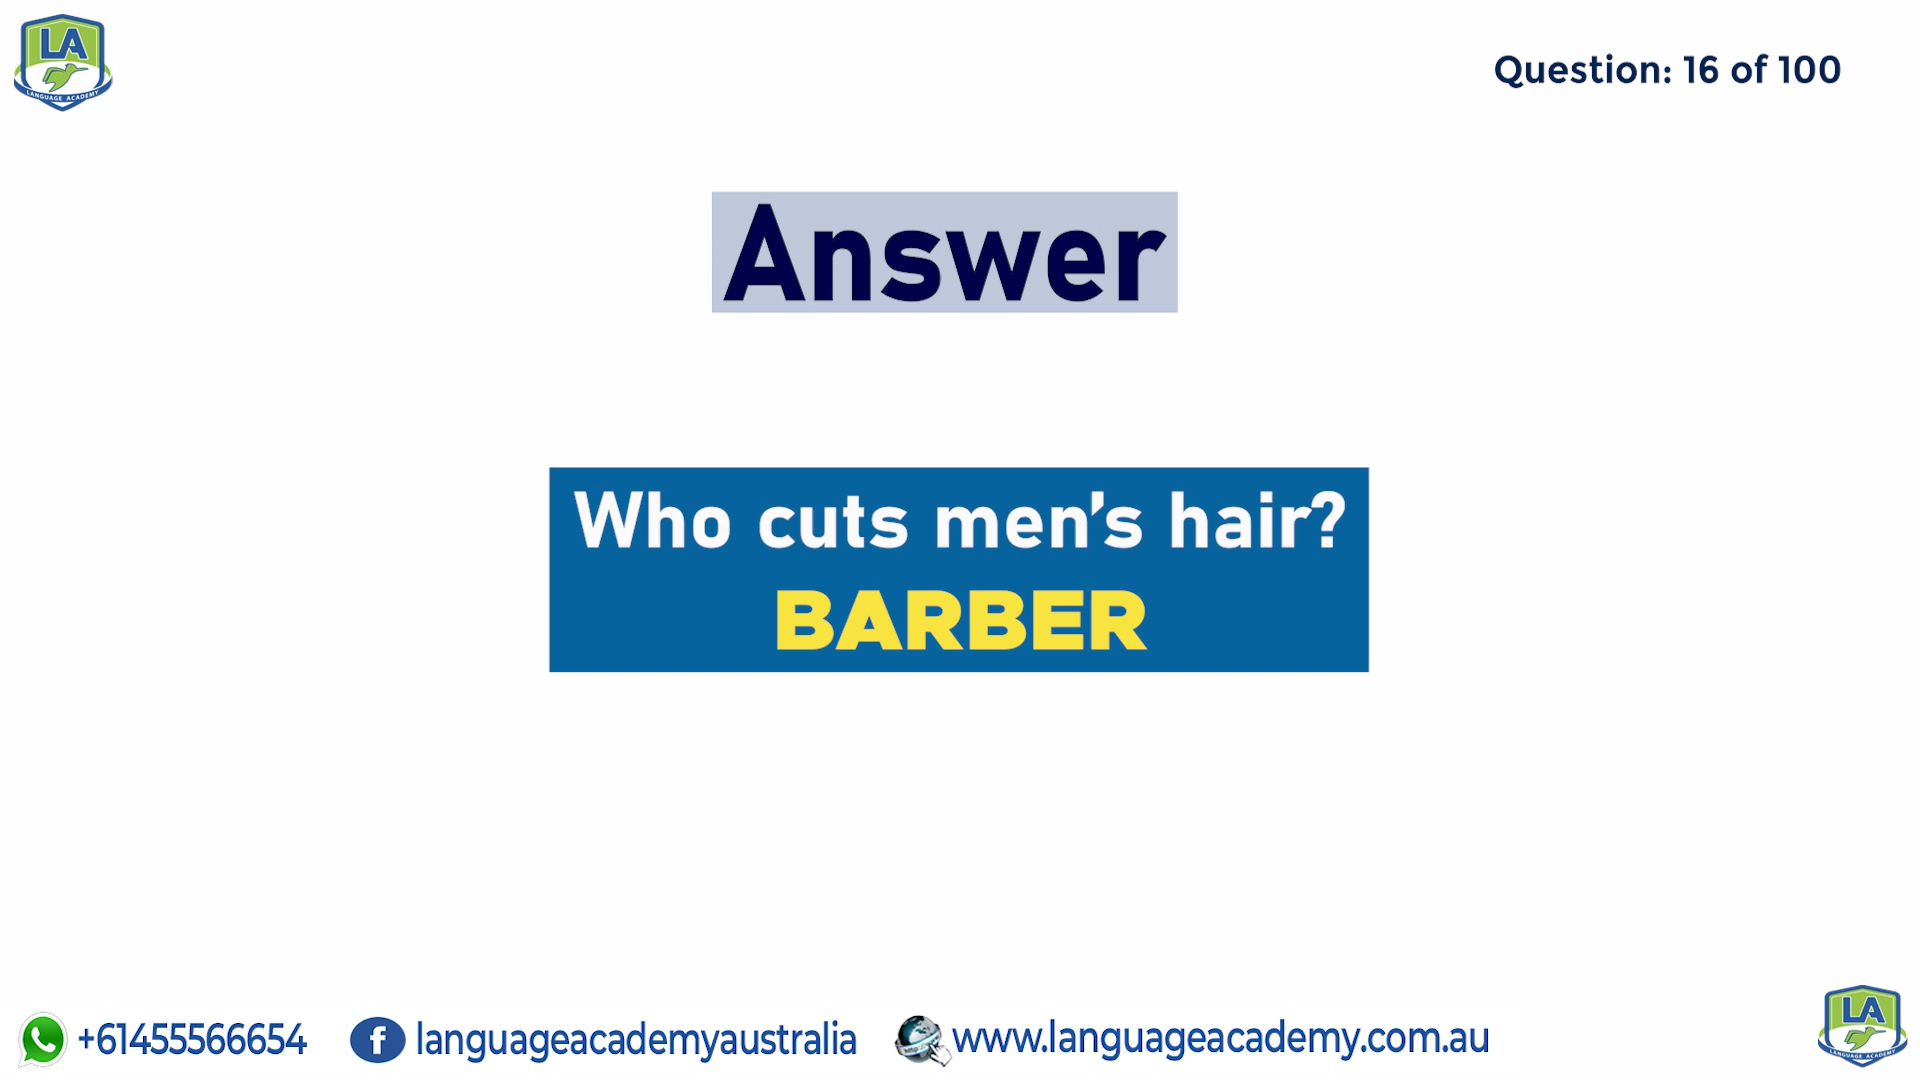 LA
LANGUAGE ACADEMY
Question: 16 of 100
Answer
Who cuts men's hair?
BARBER
+61455566654
languageacademyaustralia
http:
www.languageacademy.com.au
LA
LANGUAGE ACADEMY